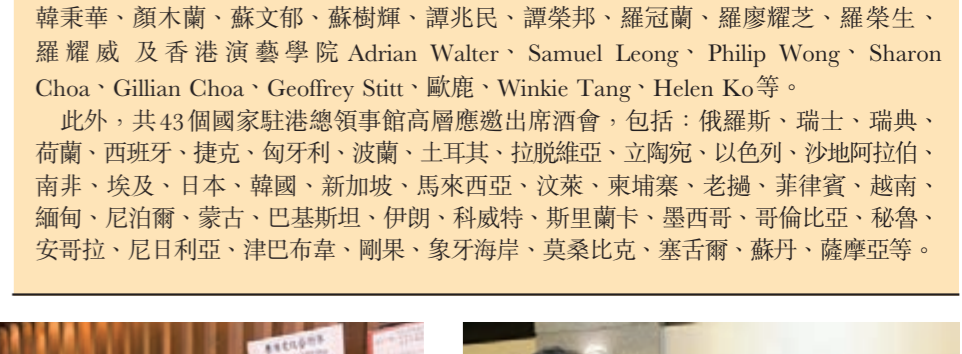 韓秉華、顏木蘭、蘇文郁、蘇樹輝、譚兆民、譚榮邦、羅冠蘭、羅廖耀芝、羅榮生、
羅耀威 及香港演藝學院 Adrian Walter、Samuel Leong、Philip Wong、Sharon
Choa、Gillian Choa、Geoffrey Stitt、歐鹿、Winkie Tang、Helen Ko等。
此外，共43個國家駐港總領事館高層應邀出席酒會，包括：俄羅斯、瑞士、瑞典、
荷蘭、西班牙、捷克、匈牙利、波蘭、土耳其、拉脱維亞、立陶宛、以色列、沙地阿拉伯、
南非、埃及、日本、韓國、新加坡、馬來西亞、汶萊、柬埔寨、老撾、菲律賓、越南、
緬甸、尼泊爾、蒙古、巴基斯坦、伊朗、科威特、斯里蘭卡、墨西哥、哥倫比亞、秘魯、
安哥拉、尼日利亞、津巴布韋、剛果、象牙海岸、莫桑比克、塞舌爾、蘇丹、薩摩亞等。